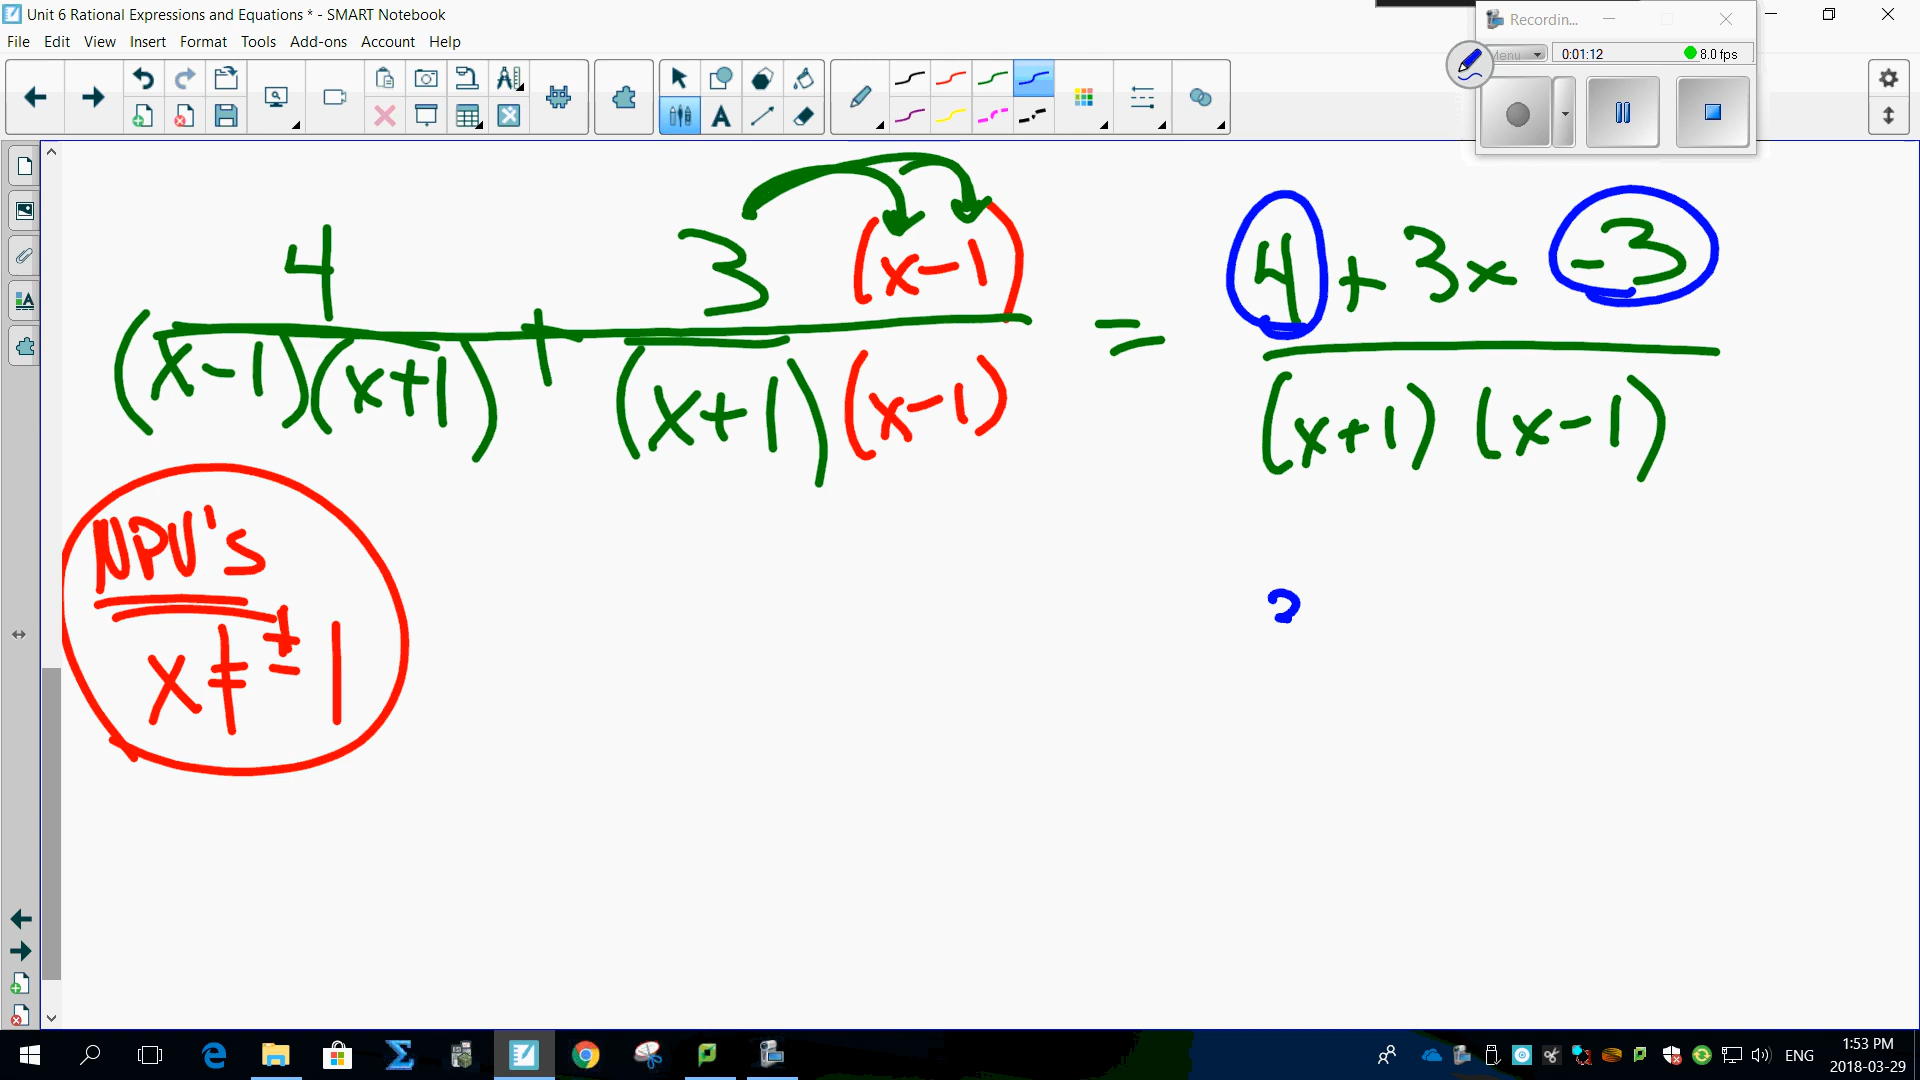 Unit 6 Rational Expressions and Equations * - SMART Notebook
File Edit View Insert Format Tools Add-ons Account Help
Recordin...
Menu
0:01:12 8.0 fps
4 3 (x-1) 4 + 3x -3
+ =
(x-1)(x+1) (x+1) (x-1) (x+1) (x-1)
NPV's
x ≠ ± 1
ENG
1:53 PM
2018-03-29